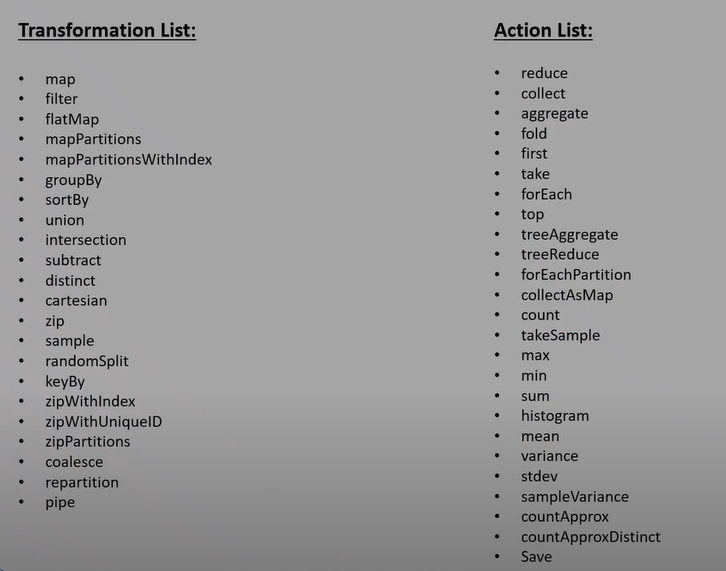 Transformation List:
• map
• filter
• flatMap
• mapPartitions
• mapPartitionsWithIndex
• groupBy
• sortBy
• union
• intersection
• subtract
• distinct
• cartesian
• zip
• sample
• randomSplit
• keyBy
• zipWithIndex
• zipWithUniqueID
• zipPartitions
• coalesce
• repartition
• pipe
Action List:
• reduce
• collect
• aggregate
• fold
• first
• take
• forEach
• top
• treeAggregate
• treeReduce
• forEachPartition
• collectAsMap
• count
• takeSample
• max
• min
• sum
• histogram
• mean
• variance
• stdev
• sampleVariance
• countApprox
• countApproxDistinct
• Save